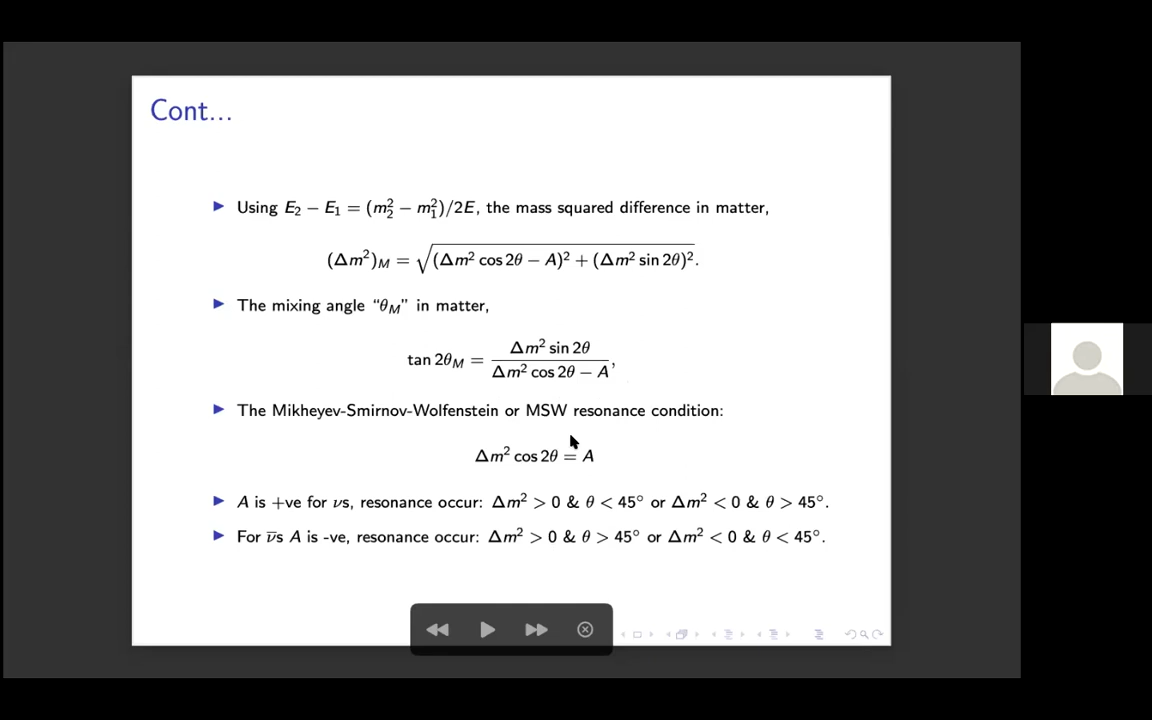 Cont...
▶ Using E₂ − E₁ = (m₂² − m₁²)/2E, the mass squared difference in matter,
(Δm²)_M = √((Δm² cos 2θ − A)² + (Δm² sin 2θ)²).
▶ The mixing angle “θ_M” in matter,
tan 2θ_M = (Δm² sin 2θ)/(Δm² cos 2θ − A),
▶ The Mikheyev-Smirnov-Wolfenstein or MSW resonance condition:
Δm² cos 2θ = A
▶ A is +ve for νs, resonance occur: Δm² > 0 & θ < 45° or Δm² < 0 & θ > 45°.
▶ For ν̅s A is -ve, resonance occur: Δm² > 0 & θ > 45° or Δm² < 0 & θ < 45°.